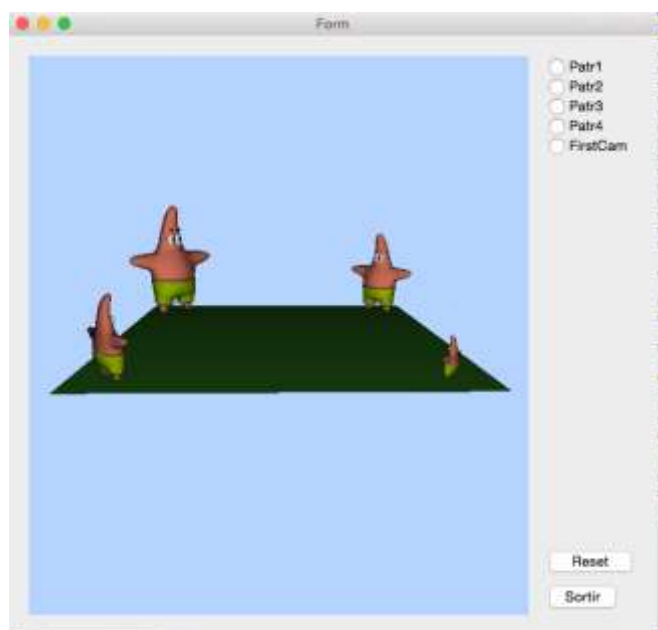 Form
Patr1
Patr2
Patr3
Patr4
FirstCam
Reset
Sortir